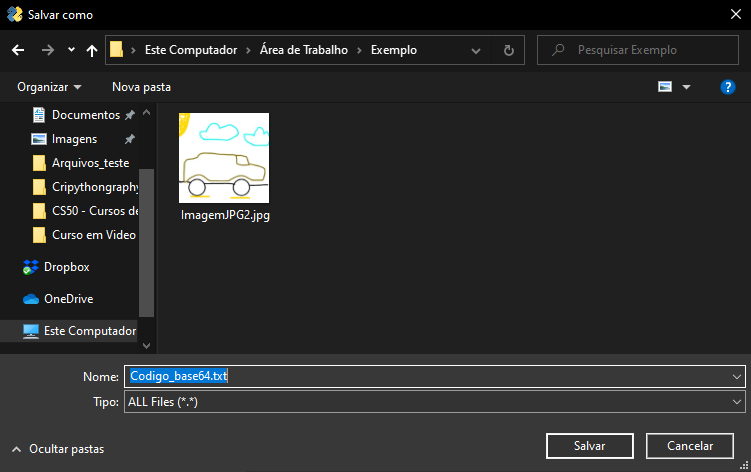 Salvar como
Este Computador > Área de Trabalho > Exemplo
Pesquisar Exemplo
Organizar
Nova pasta
Documentos
Imagens
Arquivos_teste
Cripythongraphy
CS50 - Cursos de
Curso em Video
Dropbox
OneDrive
Este Computador
ImagemJPG2.jpg
Nome: Codigo_base64.txt
Tipo: ALL Files (*.*)
Ocultar pastas
Salvar
Cancelar